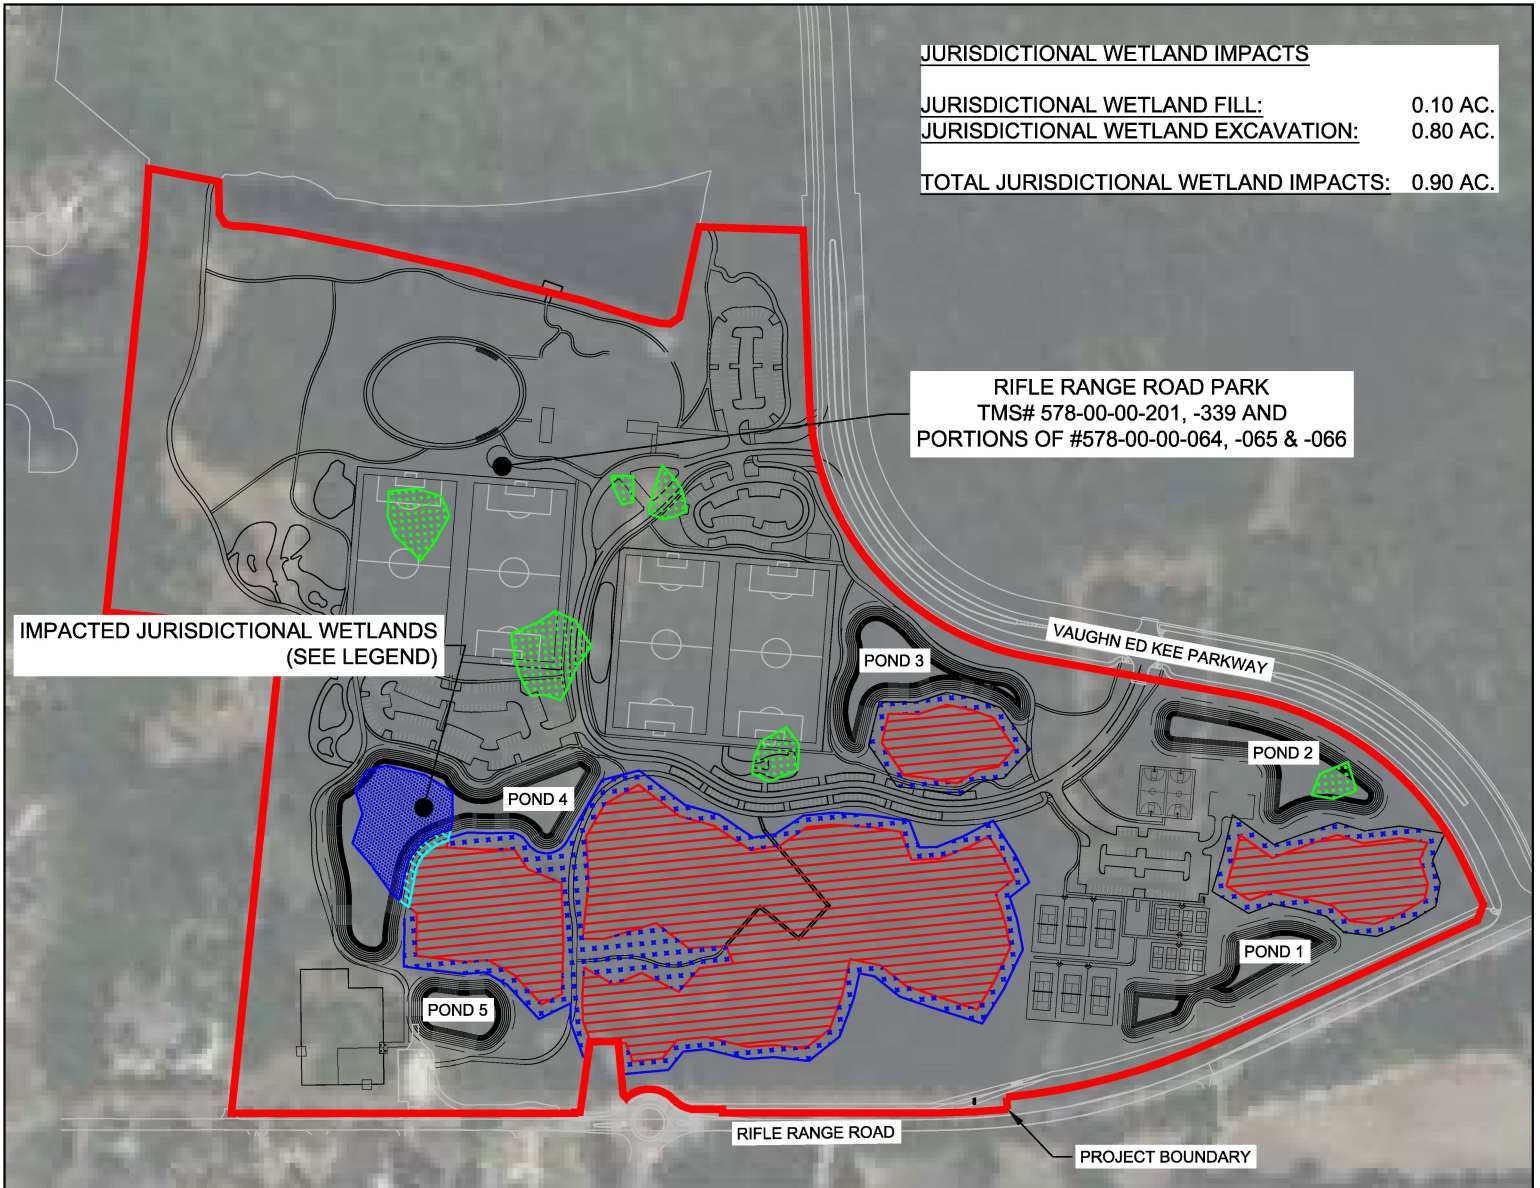 JURISDICTIONAL WETLAND IMPACTS
JURISDICTIONAL WETLAND FILL: 0.10 AC.
JURISDICTIONAL WETLAND EXCAVATION: 0.80 AC.
TOTAL JURISDICTIONAL WETLAND IMPACTS: 0.90 AC.
RIFLE RANGE ROAD PARK
TMS# 578-00-00-201, -339 AND
PORTIONS OF #578-00-00-064, -065 & -066
IMPACTED JURISDICTIONAL WETLANDS
(SEE LEGEND)
VAUGHN ED KEE PARKWAY
POND 3
POND 2
POND 4
POND 1
POND 5
RIFLE RANGE ROAD
PROJECT BOUNDARY